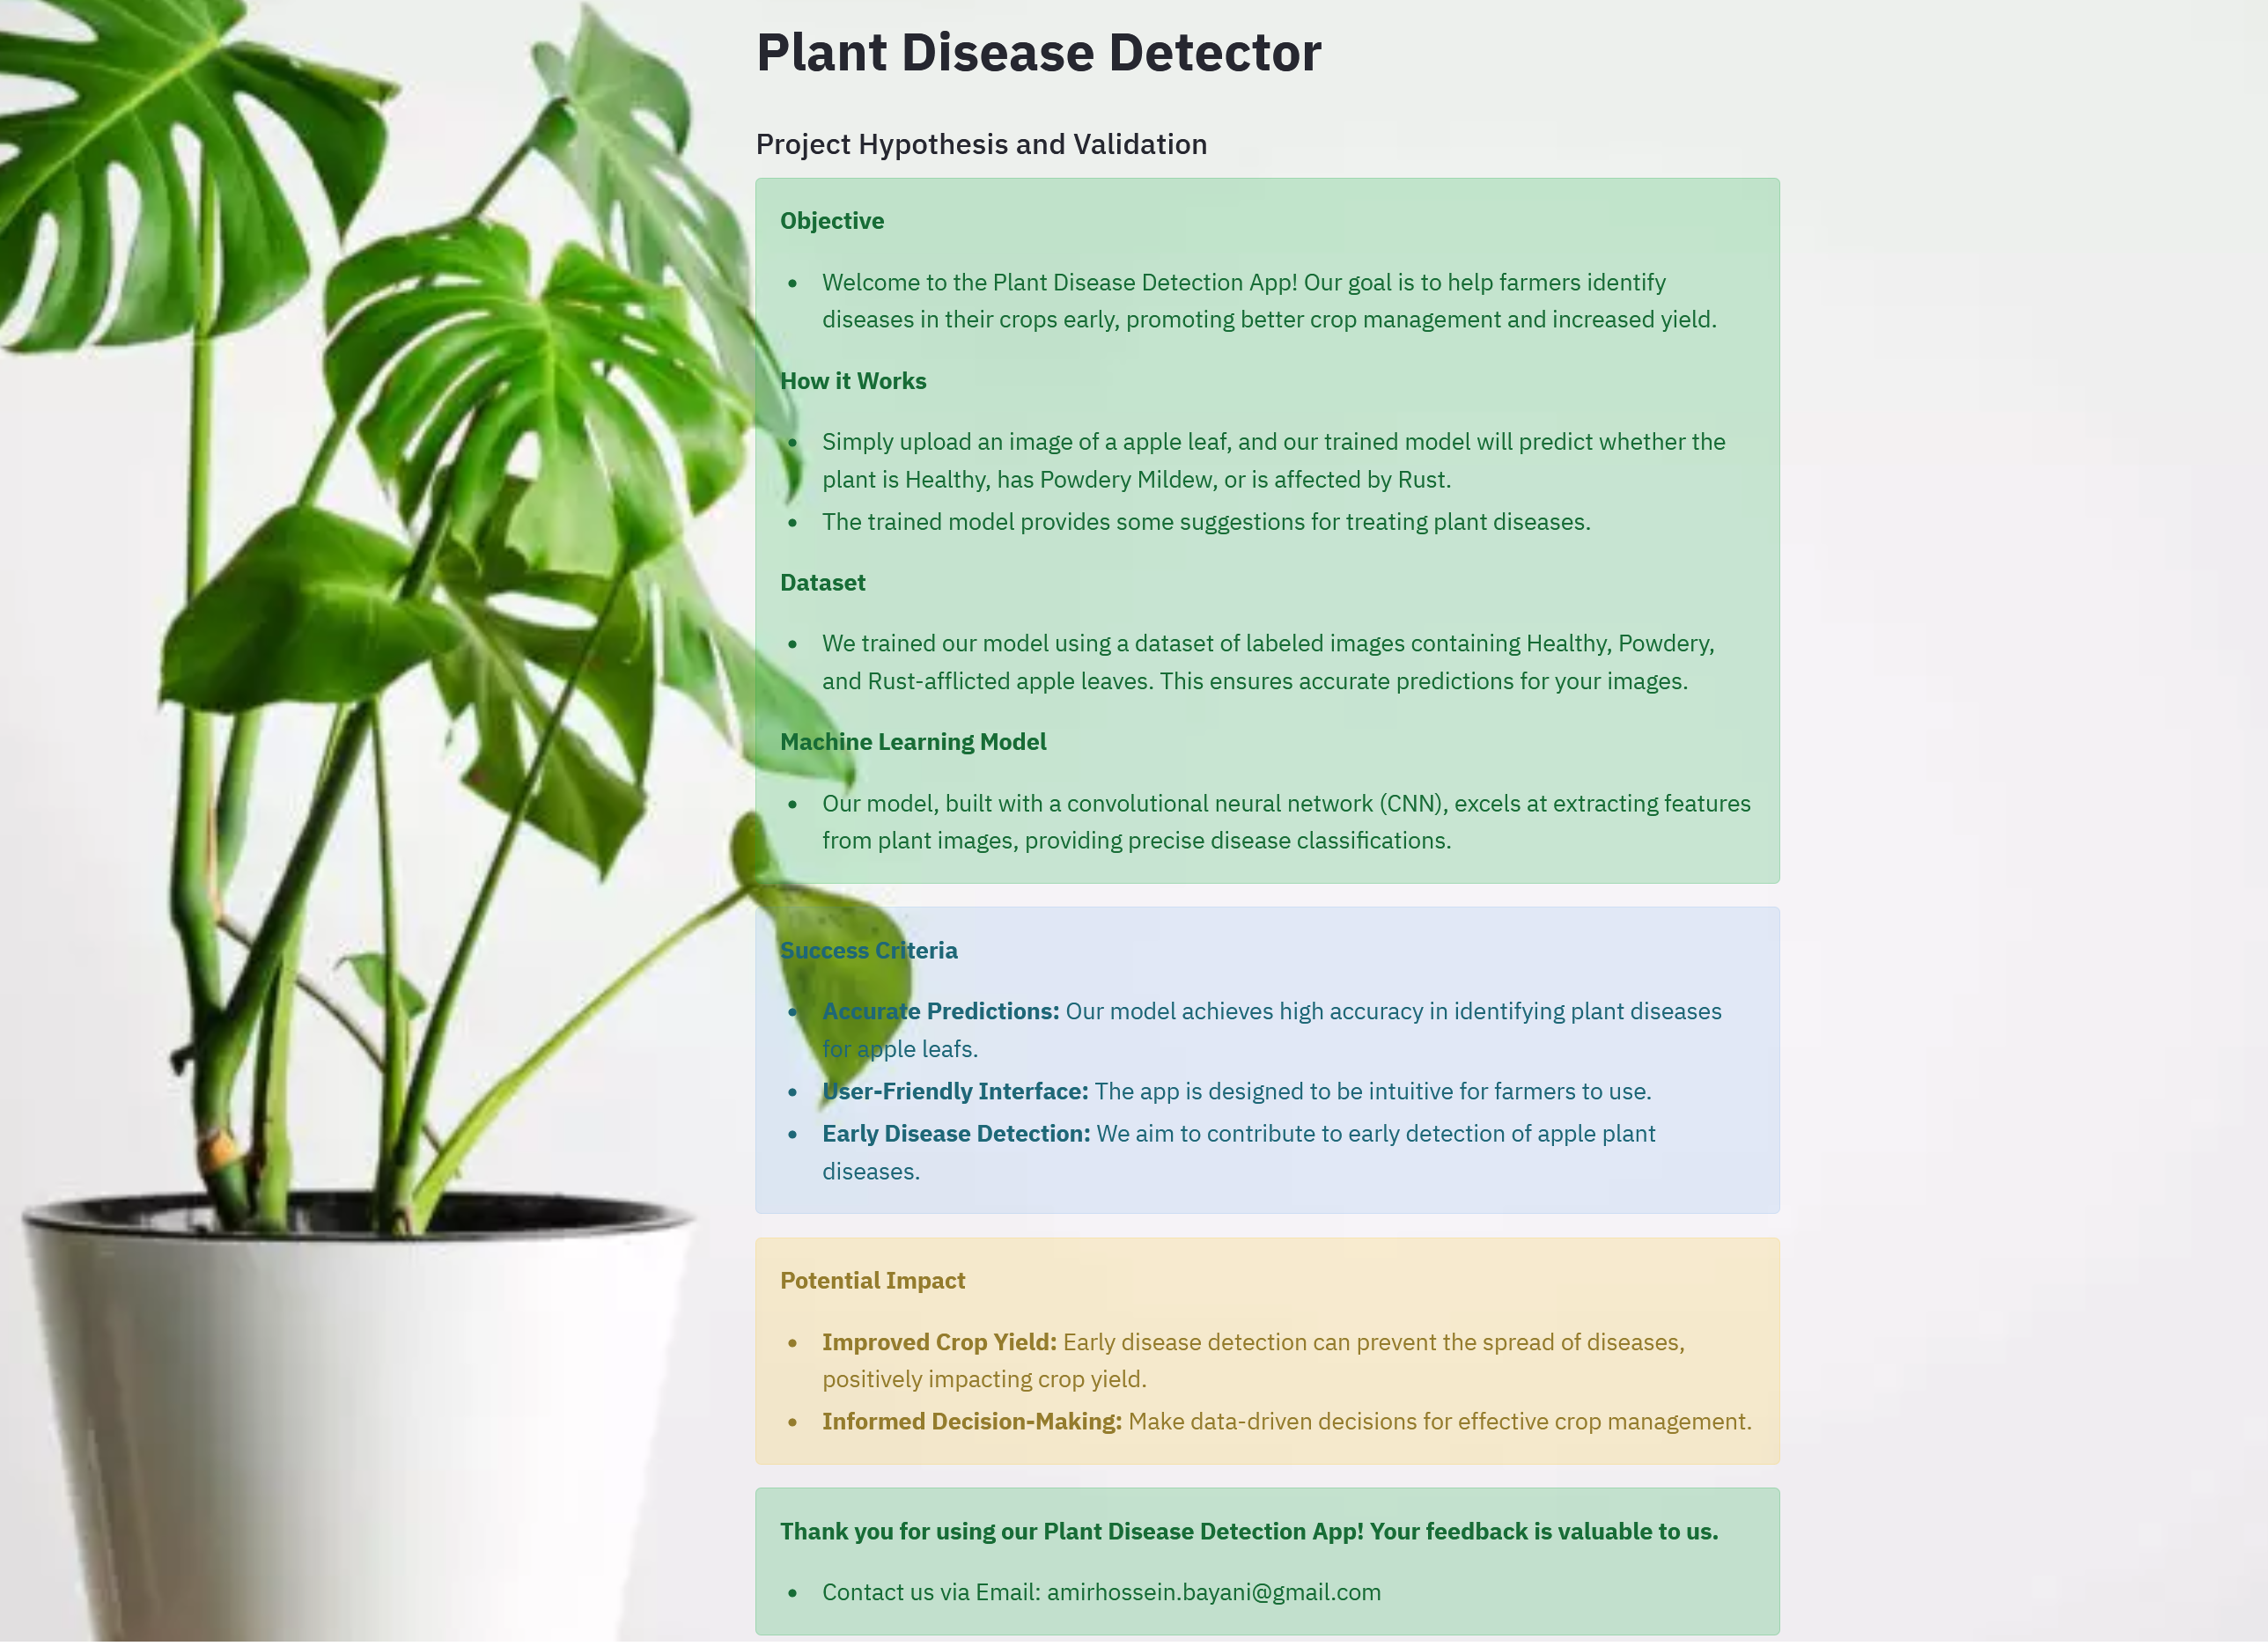 Plant Disease Detector
Project Hypothesis and Validation
Objective
• Welcome to the Plant Disease Detection App! Our goal is to help farmers identify
diseases in their crops early, promoting better crop management and increased yield.
How it Works
• Simply upload an image of a apple leaf, and our trained model will predict whether the
plant is Healthy, has Powdery Mildew, or is affected by Rust.
• The trained model provides some suggestions for treating plant diseases.
Dataset
• We trained our model using a dataset of labeled images containing Healthy, Powdery,
and Rust-afflicted apple leaves. This ensures accurate predictions for your images.
Machine Learning Model
• Our model, built with a convolutional neural network (CNN), excels at extracting features
from plant images, providing precise disease classifications.
Success Criteria
• Accurate Predictions: Our model achieves high accuracy in identifying plant diseases
for apple leafs.
• User-Friendly Interface: The app is designed to be intuitive for farmers to use.
• Early Disease Detection: We aim to contribute to early detection of apple plant
diseases.
Potential Impact
• Improved Crop Yield: Early disease detection can prevent the spread of diseases,
positively impacting crop yield.
• Informed Decision-Making: Make data-driven decisions for effective crop management.
Thank you for using our Plant Disease Detection App! Your feedback is valuable to us.
• Contact us via Email: amirhossein.bayani@gmail.com